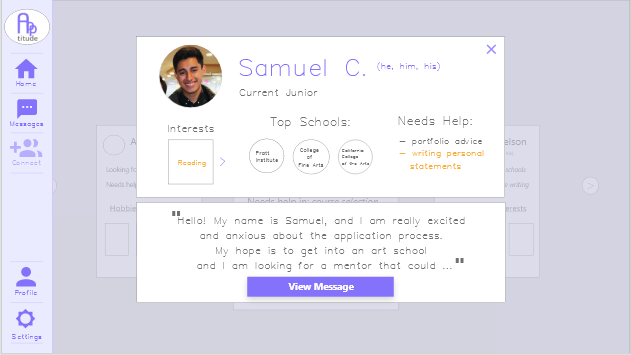 App
titude
Home
Messages
Connect
Profile
Settings
Samuel C. (he, him, his)
Current Junior
Interests
Reading
Top Schools:
Pratt
Institute
College
of
Fine Arts
California
College
of the Arts
Needs Help:
— portfolio advice
— writing personal
statements
Looking fo
Needs help
Hobbie
Needs help in: course selection
elson
schools
writing
erests
"Hello! My name is Samuel, and I am really excited
and anxious about the application process.
My hope is to get into an art school
and I am looking for a mentor that could ..."
View Message